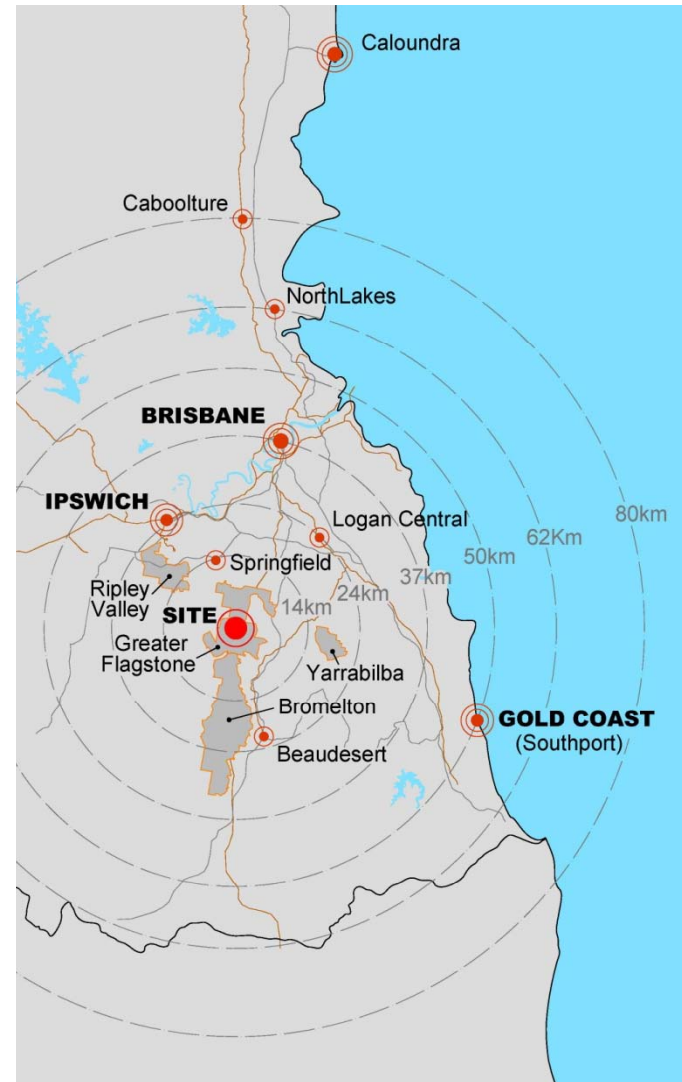 Caloundra
Caboolture
NorthLakes
BRISBANE
IPSWICH
Logan Central
80km
62Km
50km
37km
24km
14km
Springfield
Ripley
Valley
SITE
Greater
Flagstone
Yarrabilba
Bromelton
GOLD COAST
(Southport)
Beaudesert